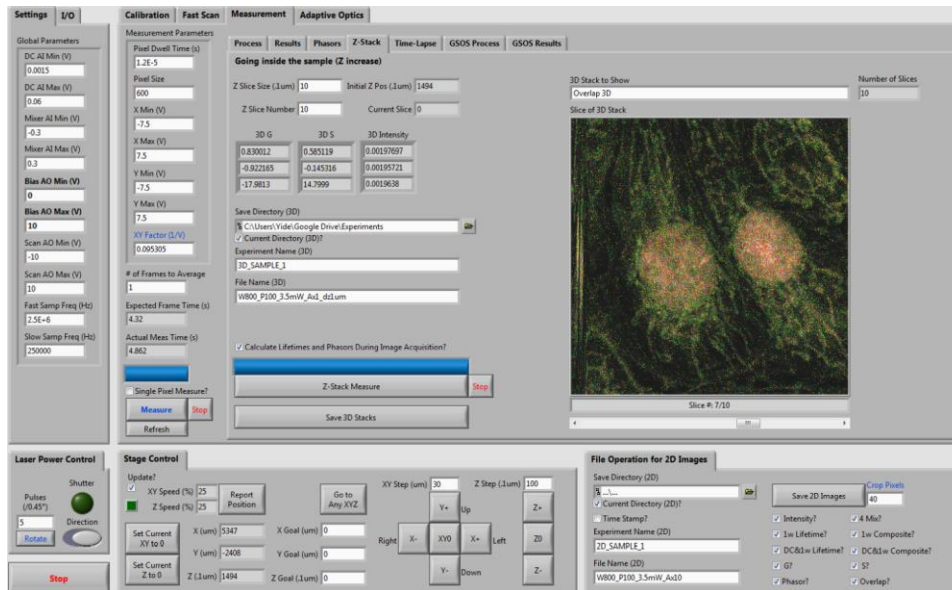 Settings I/O
Global Parameters
DC AI Min (V)
0.0015
DC AI Max (V)
0.06
Mixer AI Min (V)
-0.3
Mixer AI Max (V)
0.3
Bias AO Min (V)
0
Bias AO Max (V)
10
Scan AO Min (V)
-10
Scan AO Max (V)
10
Fast Samp Freq (Hz)
2.5E+6
Slow Samp Freq (Hz)
250000
Calibration Fast Scan Measurement Adaptive Optics
Measurement Parameters
Pixel Dwell Time (s)
1.2E-5
Pixel Size
600
X Min (V)
-7.5
X Max (V)
7.5
Y Min (V)
-7.5
Y Max (V)
7.5
XY Factor (1/V)
0.095305
# of Frames to Average
1
Expected Frame Time (s)
4.32
Actual Meas Time (s)
4.862
Single Pixel Measure?
Measure Stop
Refresh
Process Results Phasors Z-Stack Time-Lapse GSOS Process GSOS Results
Going inside the sample (Z increase)
Z Slice Size (.1um) 10 Initial Z Pos (.1um) 1494
Z Slice Number 10 Current Slice 0
3D G 3D S 3D Intensity
0.830012 0.585119 0.00197697
-0.922165 -0.145316 0.00195721
-17.9813 14.7999 0.0019638
Save Directory (3D)
C:\Users\Yide\Google Drive\Experiments
Current Directory (3D)?
Experiment Name (3D)
3D_SAMPLE_1
File Name (3D)
W800_P100_3.5mW_Ax1_dz1um
Calculate Lifetimes and Phasors During Image Acquisition?
Z-Stack Measure Stop
Save 3D Stacks
3D Stack to Show
Overlap 3D
Number of Slices
10
Slice of 3D Stack
Slice #: 7/10
Laser Power Control
Shutter
Pulses
(/0.45°)
5
Direction
Rotate
Stop
Stage Control
Update?
XY Speed (%) 25
Z Speed (%) 25
Report Position
Go to Any XYZ
Set Current XY to 0
X (um) 5347 X Goal (um) 0
Y (um) -2408 Y Goal (um) 0
Set Current Z to 0
Z (.1um) 1494 Z Goal (.1um) 0
XY Step (um) 30 Z Step (.1um) 100
Y+ Up Z+
Right X- XY0 X+ Left Z0
Y- Down Z-
File Operation for 2D Images
Save Directory (2D)
..\...
Current Directory (2D)?
Time Stamp?
Experiment Name (2D)
2D_SAMPLE_1
File Name (2D)
W800_P100_3.5mW_Ax10
Save 2D Images
Crop Pixels
40
Intensity? 4 Mix?
1w Lifetime? 1w Composite?
DC&1w Lifetime? DC&1w Composite?
G? S?
Phasor? Overlap?